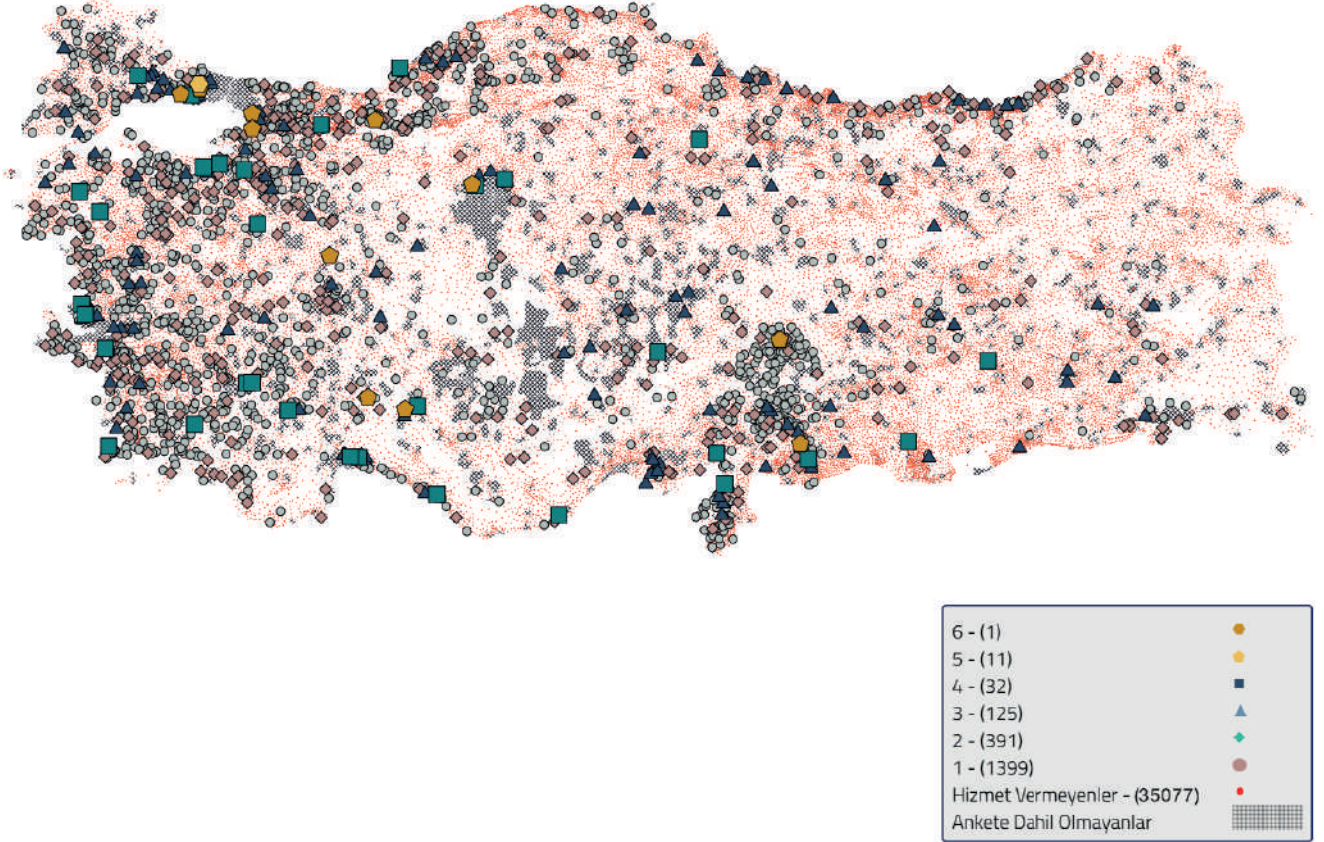 6 - (1)
5 - (11)
4 - (32)
3 - (125)
2 - (391)
1 - (1399)
Hizmet Vermeyenler - (35077)
Ankete Dahil Olmayanlar